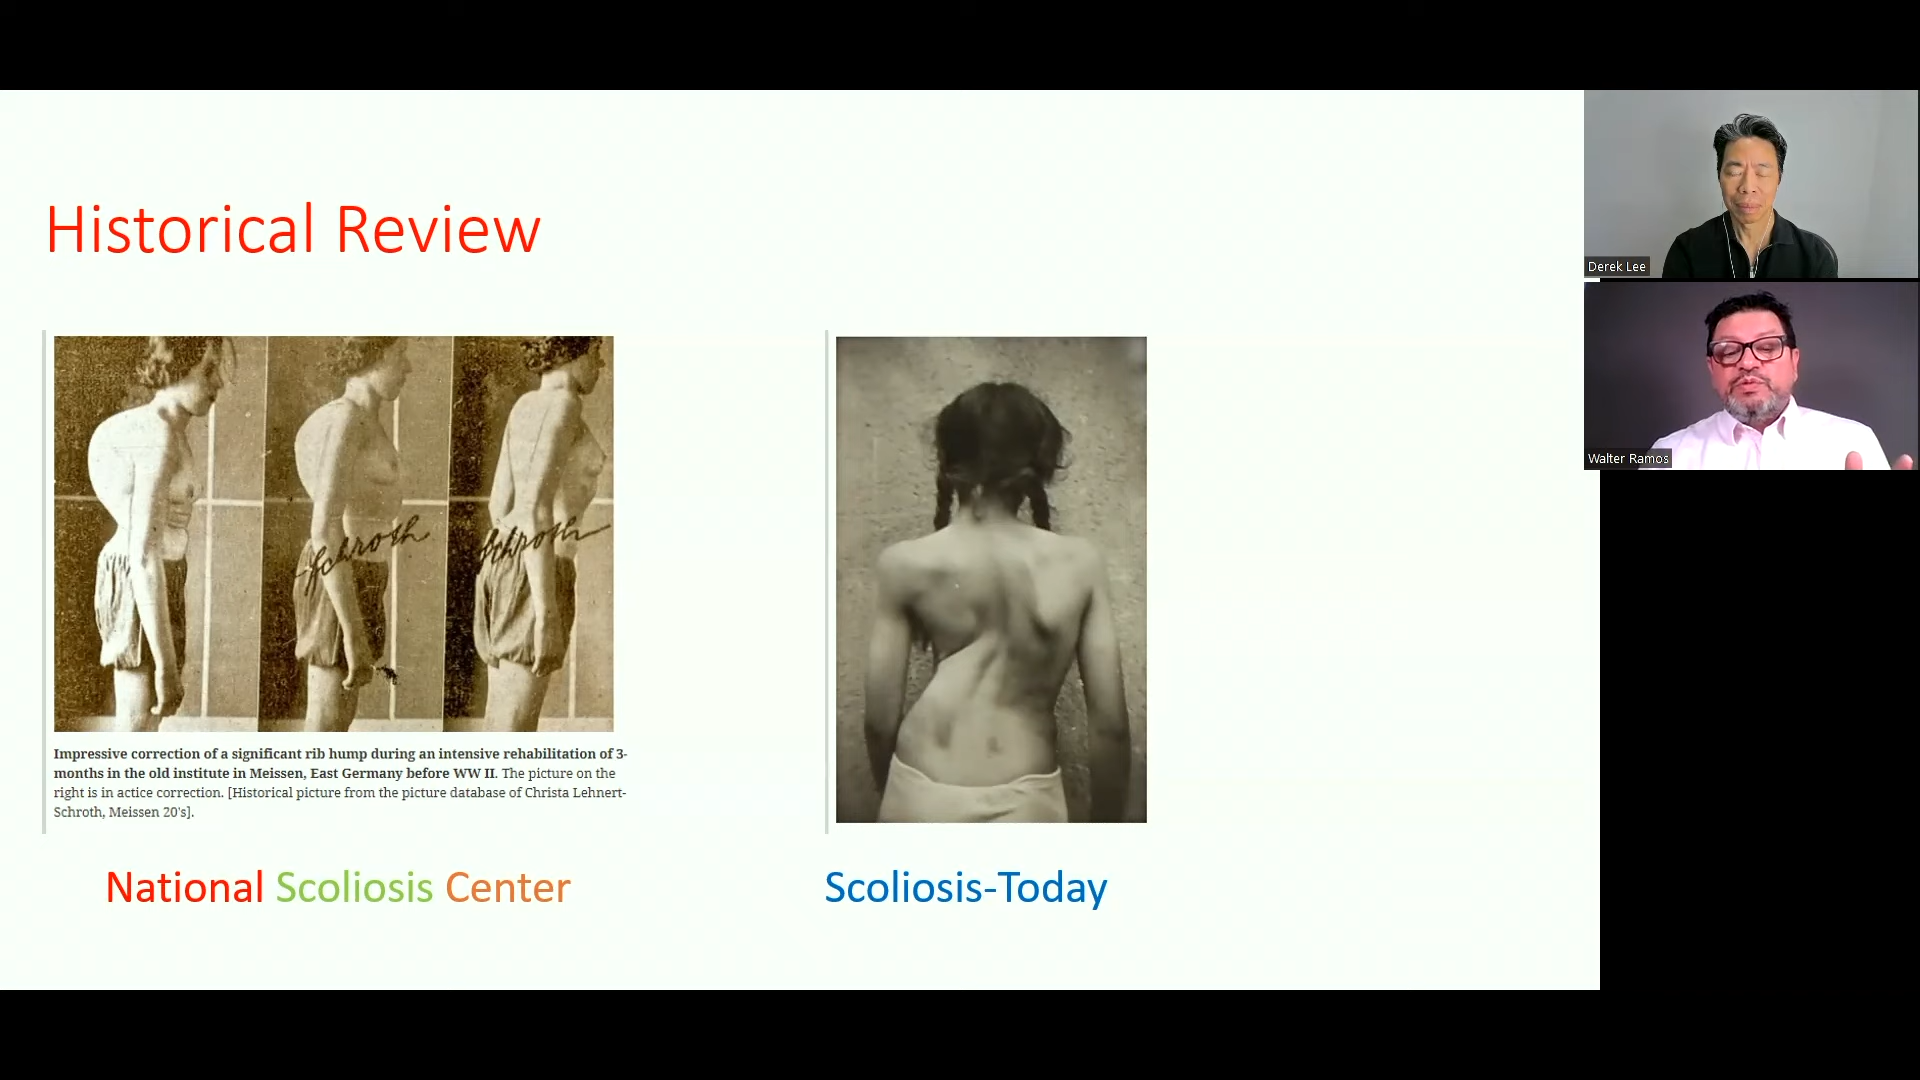 Historical Review
Schroth
Schroth
Impressive correction of a significant rib hump during an intensive rehabilitation of 3-
months in the old institute in Meissen, East Germany before WW II. The picture on the
right is in actice correction. [Historical picture from the picture database of Christa Lehnert-
Schroth, Meissen 20's].
National Scoliosis Center
Scoliosis-Today
Derek Lee
Walter Ramos